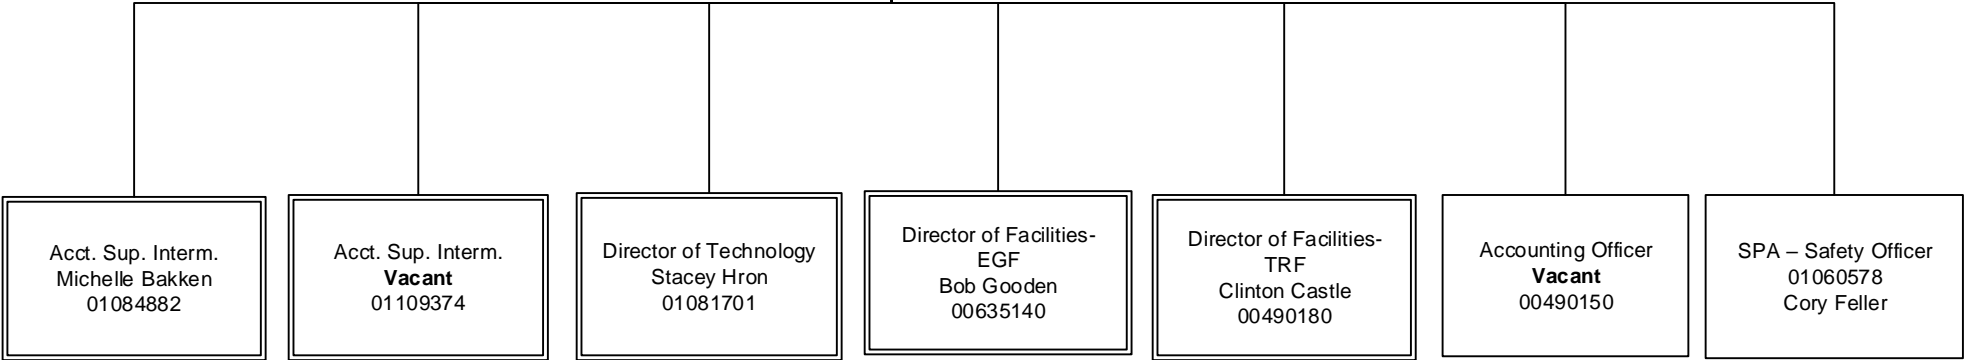 Acct. Sup. Interm.
Michelle Bakken
01084882
Acct. Sup. Interm.
Vacant
01109374
Director of Technology
Stacey Hron
01081701
Director of Facilities-
EGF
Bob Gooden
00635140
Director of Facilities-
TRF
Clinton Castle
00490180
Accounting Officer
Vacant
00490150
SPA – Safety Officer
01060578
Cory Feller